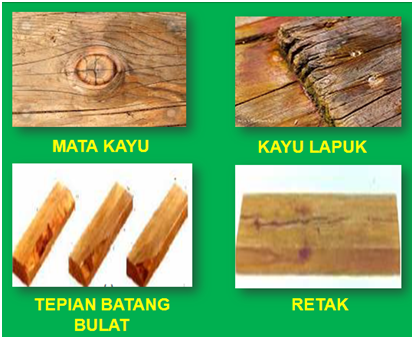 MATA KAYU
KAYU LAPUK
TEPIAN BATANG
BULAT
RETAK